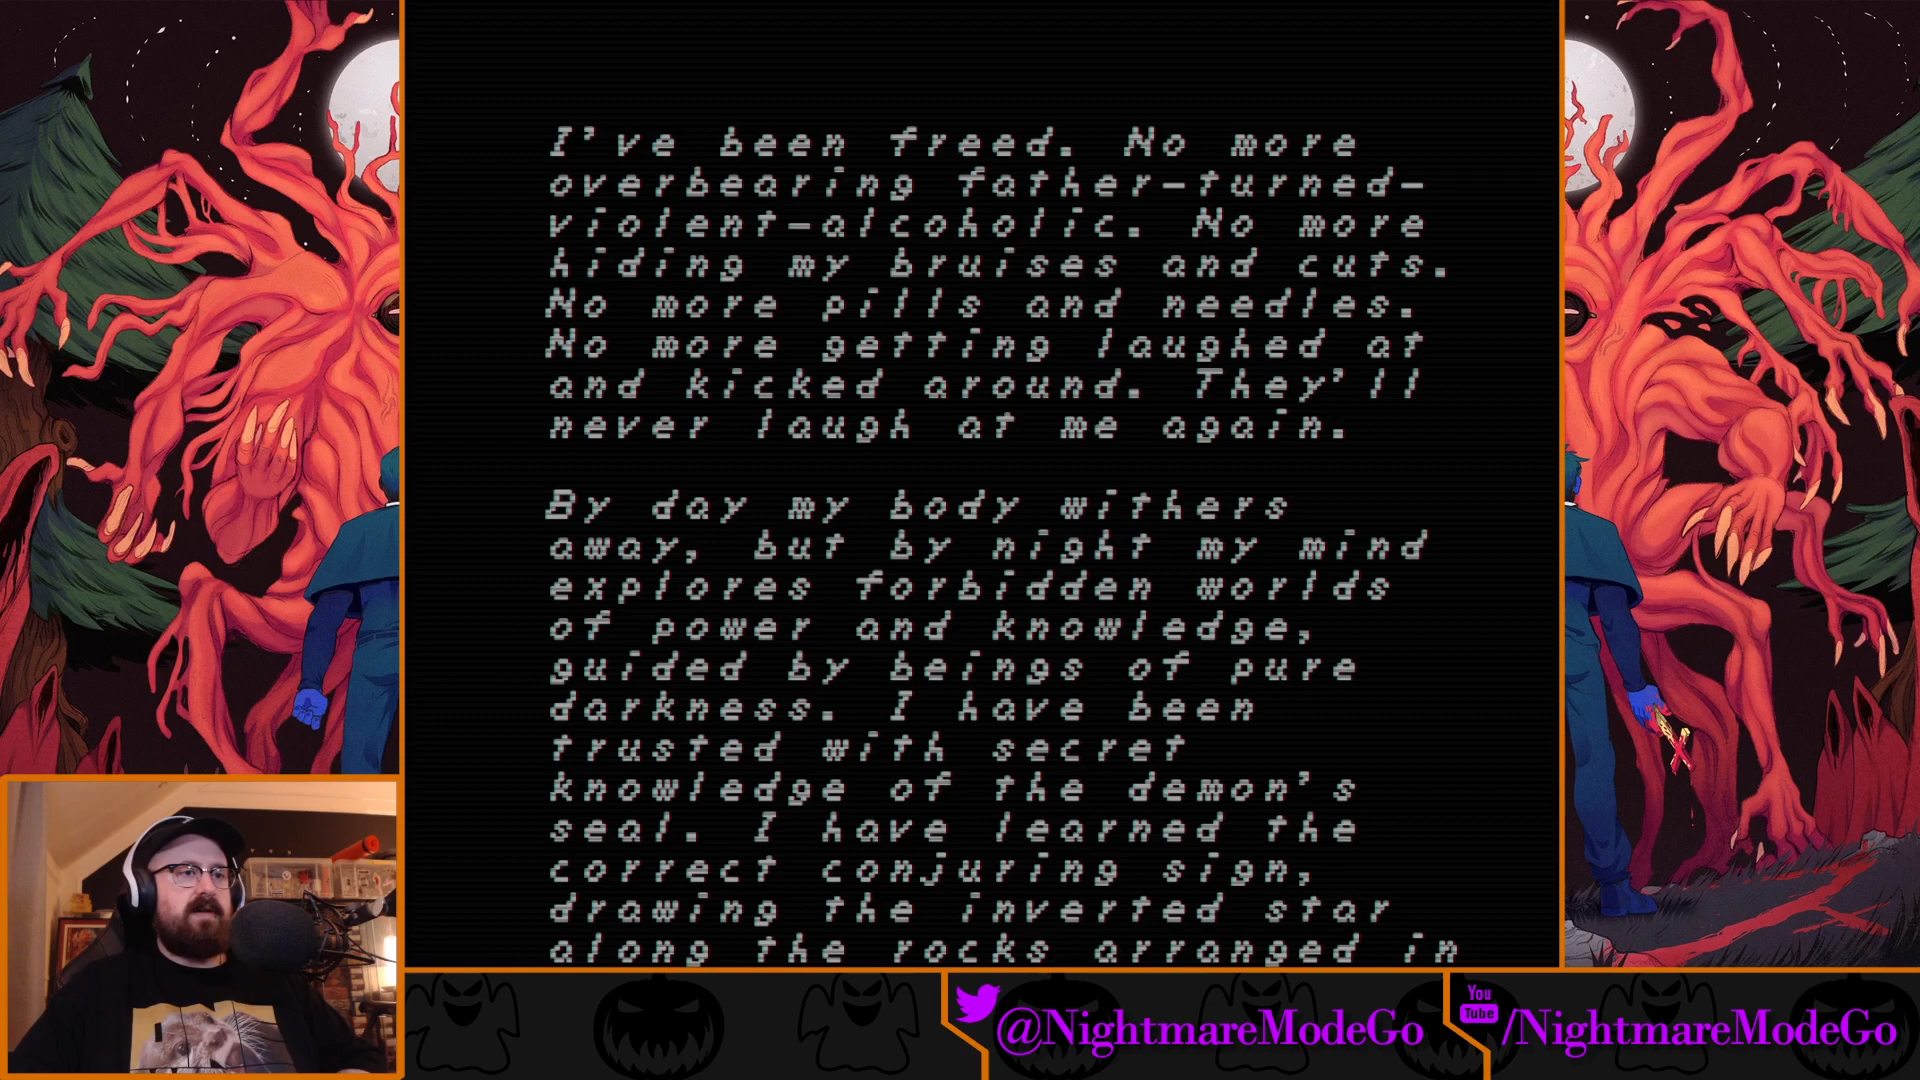 I've been freed. No more
overbearing father-turned-
violent-alcoholic. No more
hiding my bruises and cuts.
No more pills and needles.
No more getting laughed at
and kicked around. They'll
never laugh at me again.
By day my body withers
away, but by night my mind
explores forbidden worlds
of power and knowledge,
guided by beings of pure
darkness. I have been
trusted with secret
knowledge of the demon's
seal. I have learned the
correct conjuring sign,
drawing the inverted star
along the rocks arranged in
@NightmareModeGo
You
Tube
/NightmareModeGo